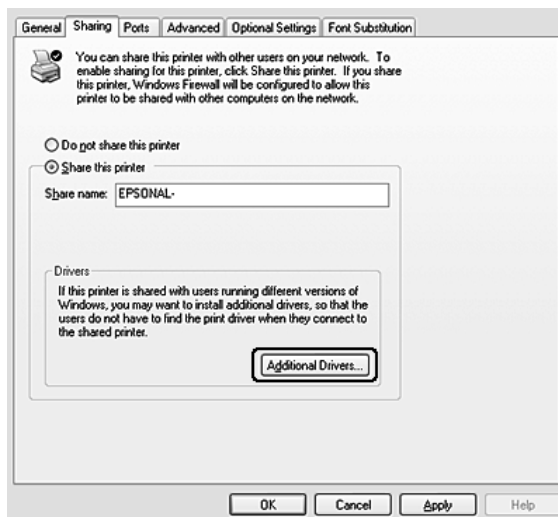 General Sharing Ports Advanced Optional Settings Font Substitution
You can share this printer with other users on your network. To
enable sharing for this printer, click Share this printer. If you share
this printer, Windows Firewall will be configured to allow this
printer to be shared with other computers on the network.
Do not share this printer
Share this printer
Share name: EPSONAL-
Drivers
If this printer is shared with users running different versions of
Windows, you may want to install additional drivers, so that the
users do not have to find the print driver when they connect to
the shared printer.
Additional Drivers...
OK Cancel Apply Help